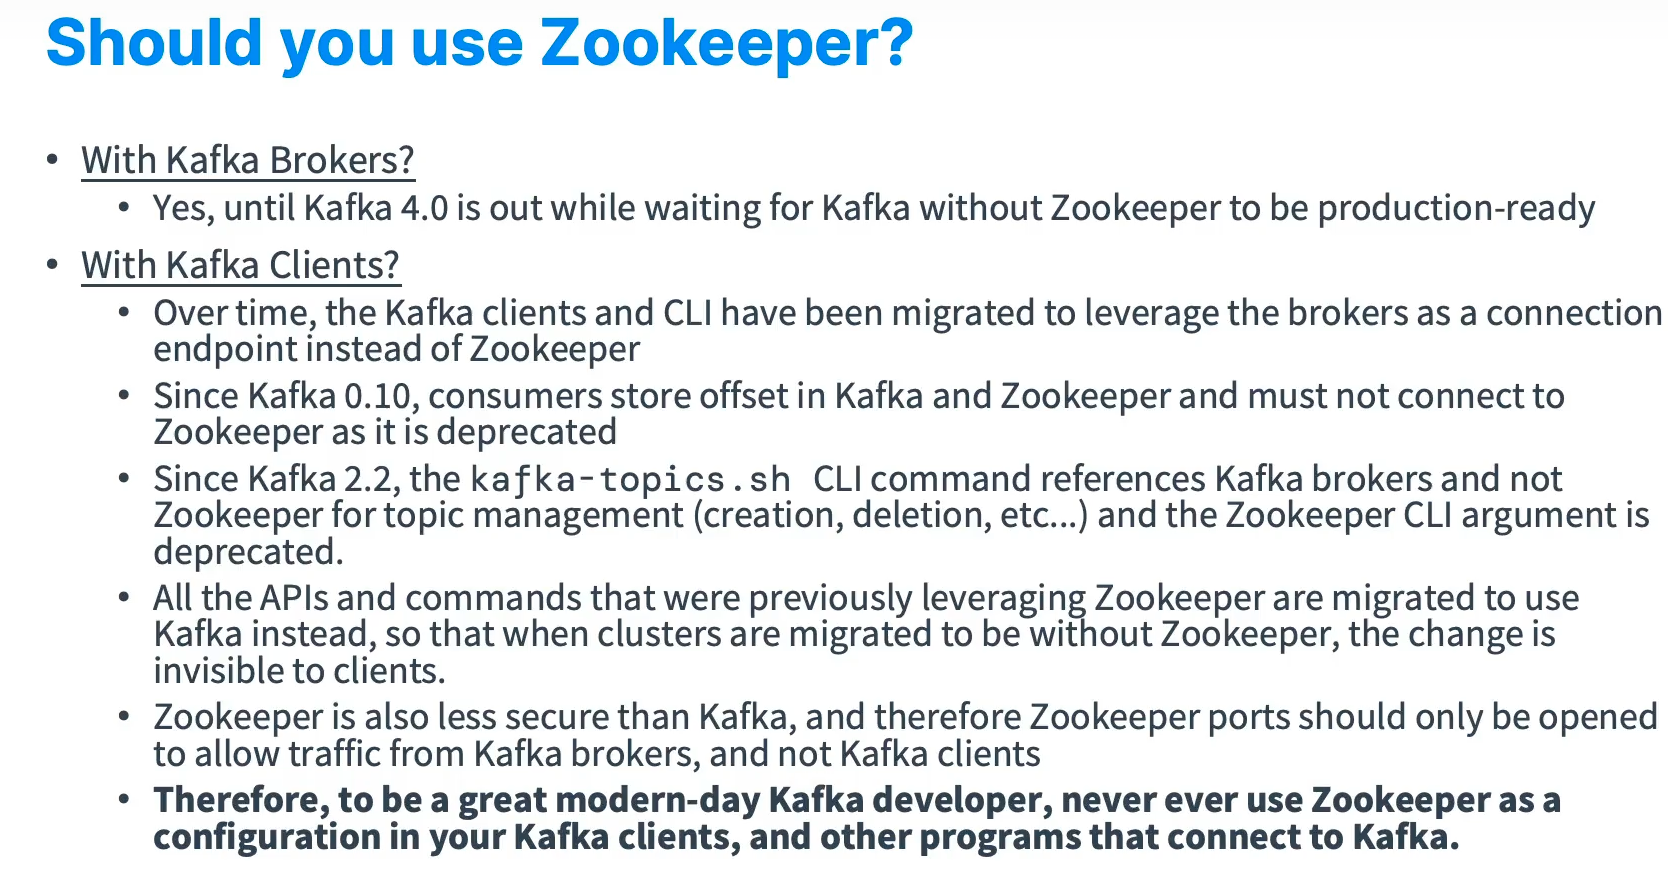 Should you use Zookeeper?
• With Kafka Brokers?
• Yes, until Kafka 4.0 is out while waiting for Kafka without Zookeeper to be production-ready
• With Kafka Clients?
• Over time, the Kafka clients and CLI have been migrated to leverage the brokers as a connection
endpoint instead of Zookeeper
• Since Kafka 0.10, consumers store offset in Kafka and Zookeeper and must not connect to
Zookeeper as it is deprecated
• Since Kafka 2.2, the kafka-topics.sh CLI command references Kafka brokers and not
Zookeeper for topic management (creation, deletion, etc...) and the Zookeeper CLI argument is
deprecated.
• All the APIs and commands that were previously leveraging Zookeeper are migrated to use
Kafka instead, so that when clusters are migrated to be without Zookeeper, the change is
invisible to clients.
• Zookeeper is also less secure than Kafka, and therefore Zookeeper ports should only be opened
to allow traffic from Kafka brokers, and not Kafka clients
• Therefore, to be a great modern-day Kafka developer, never ever use Zookeeper as a
configuration in your Kafka clients, and other programs that connect to Kafka.